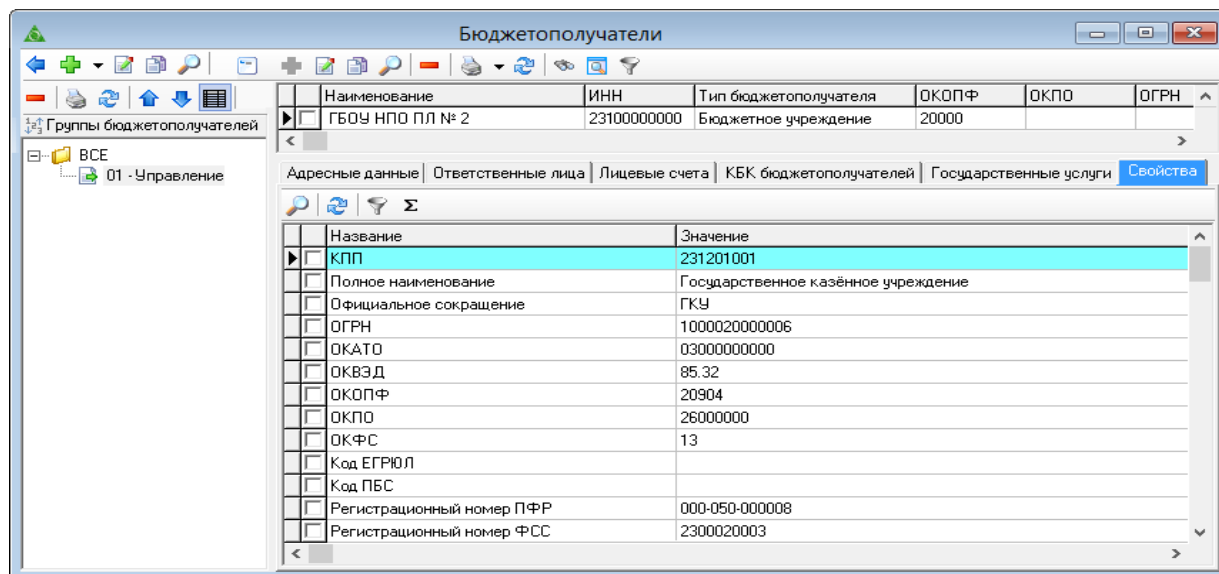 Бюджетополучатели
Наименование ИНН Тип бюджетополучателя ОКОПФ ОКПО ОГРН
ГБОУ НПО ПЛ № 2 23100000000 Бюджетное учреждение 20000
Группы бюджетополучателей
ВСЕ
01 - Управление
Адресные данные Ответственные лица Лицевые счета КБК бюджетополучателей Государственные услуги Свойства
Σ
Название Значение
КПП 231201001
Полное наименование Государственное казённое учреждение
Официальное сокращение ГКУ
ОГРН 1000020000006
ОКАТО 03000000000
ОКВЭД 85.32
ОКОПФ 20904
ОКПО 26000000
ОКФС 13
Код ЕГРЮЛ
Код ПБС
Регистрационный номер ПФР 000-050-000008
Регистрационный номер ФСС 2300020003